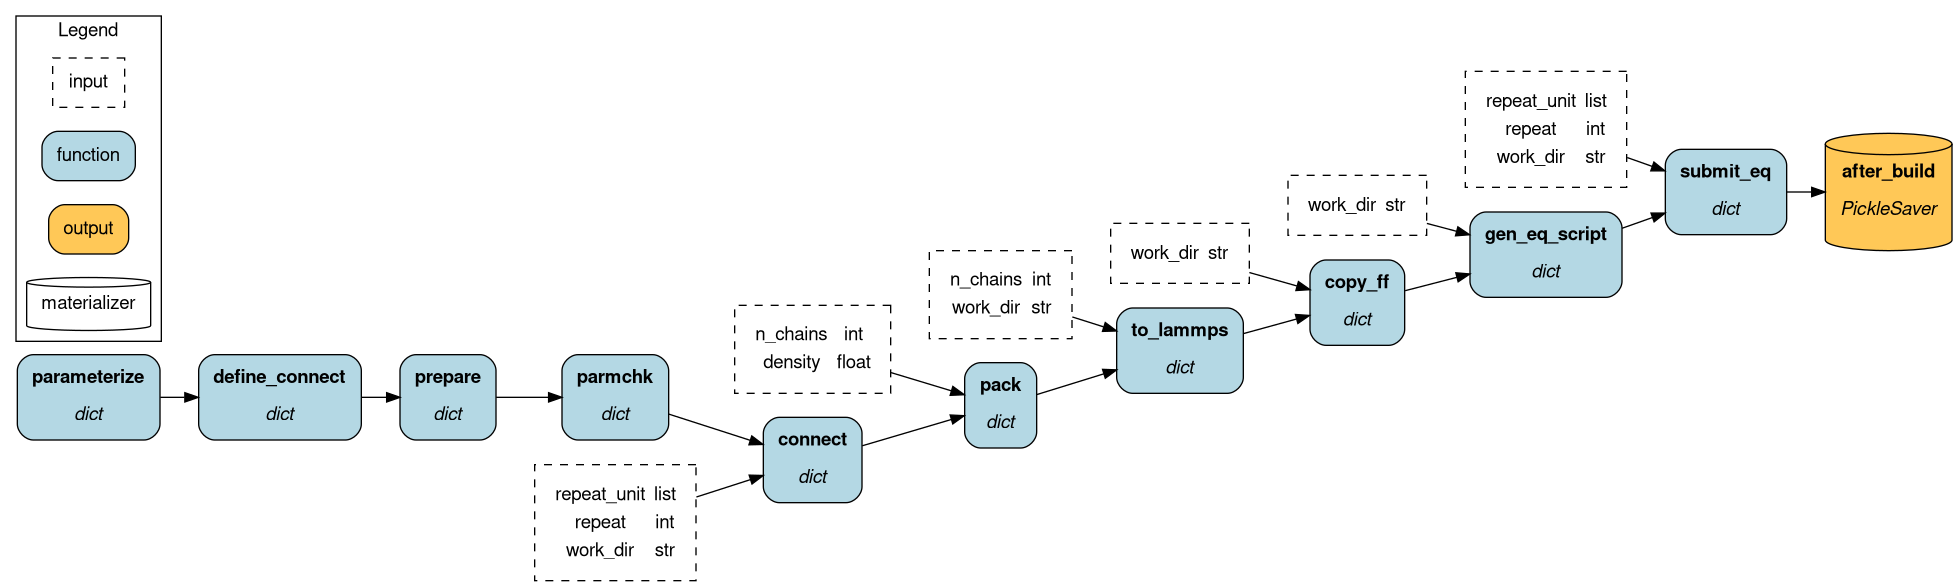 Legend
input
function
output
materializer
parameterize
dict
define_connect
dict
prepare
dict
parmchk
dict
repeat_unit list
repeat int
work_dir str
connect
dict
n_chains int
density float
pack
dict
n_chains int
work_dir str
to_lammps
dict
work_dir str
copy_ff
dict
work_dir str
gen_eq_script
dict
repeat_unit list
repeat int
work_dir str
submit_eq
dict
after_build
PickleSaver